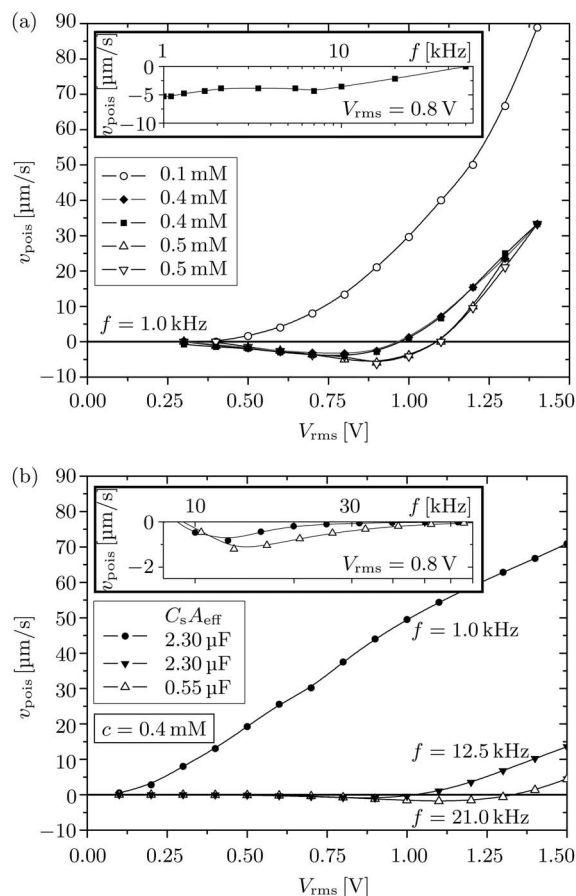 (a)
1 10 f [kHz]
0
−5
−10
v_pois [µm/s]
V_rms = 0.8 V
90
80
70
60
50
40
30
20
10
0
−10
v_pois [µm/s]
0.1 mM
0.4 mM
0.4 mM
0.5 mM
0.5 mM
f = 1.0 kHz
0.00 0.25 0.50 0.75 1.00 1.25 1.50
V_rms [V]
(b)
10 30 f [kHz]
0
−2
v_pois [µm/s]
V_rms = 0.8 V
90
80
70
60
50
40
30
20
10
0
−10
v_pois [µm/s]
C_s A_eff
2.30 µF
2.30 µF
0.55 µF
c = 0.4 mM
f = 1.0 kHz
f = 12.5 kHz
f = 21.0 kHz
0.00 0.25 0.50 0.75 1.00 1.25 1.50
V_rms [V]